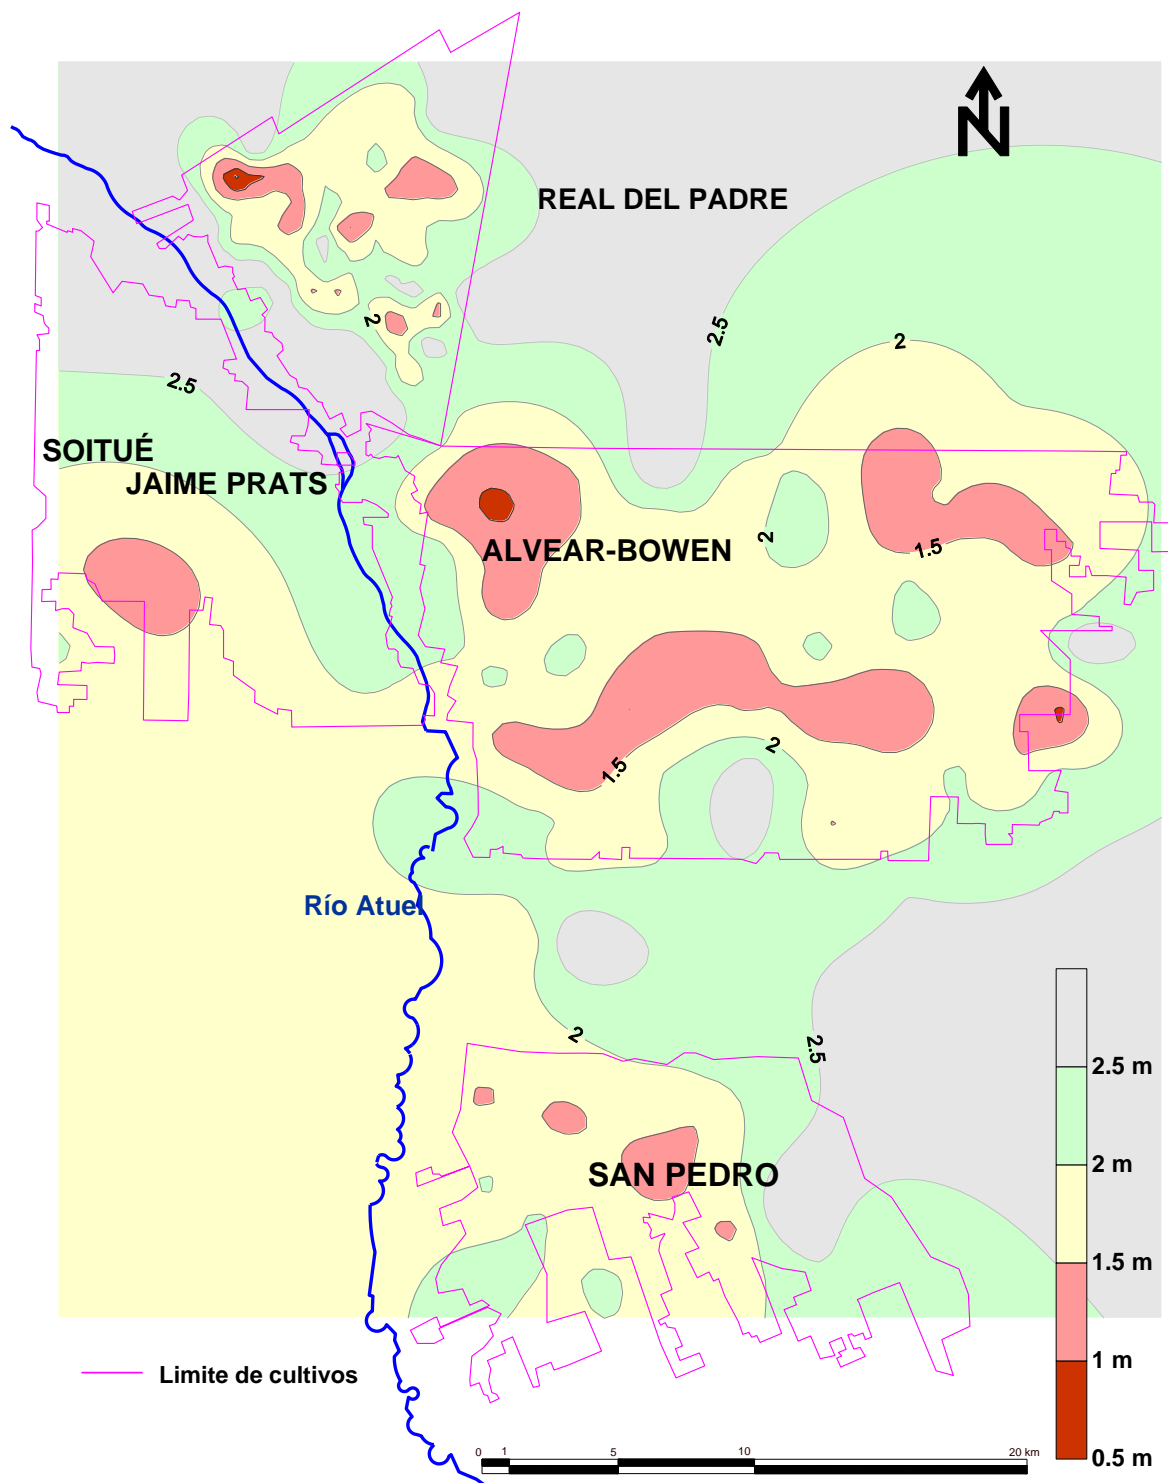 N
REAL DEL PADRE
2.5
2
2
2.5
SOITUÉ
JAIME PRATS
2
ALVEAR-BOWEN
1.5
2
1.5
Río Atuel
2
2.5
2.5 m
2 m
SAN PEDRO
1.5 m
1 m
Limite de cultivos
0 1 5 10 20 km
0.5 m